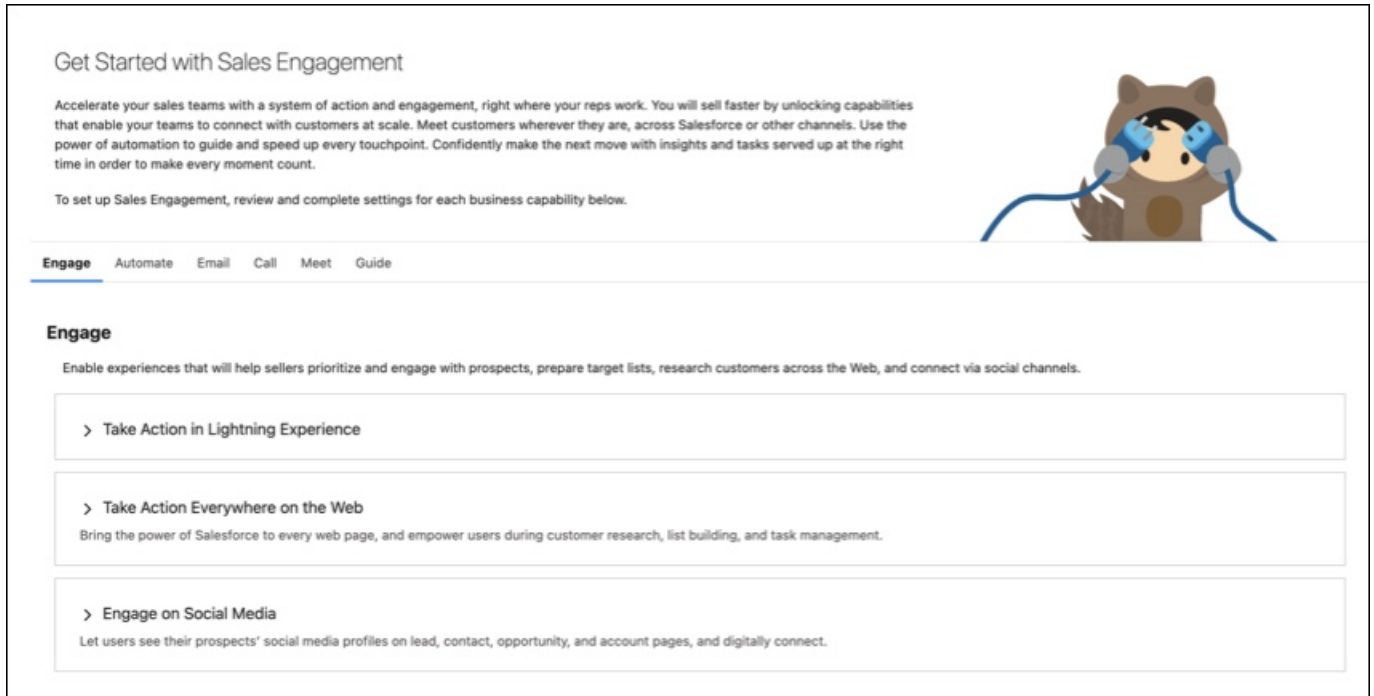 Get Started with Sales Engagement
Accelerate your sales teams with a system of action and engagement, right where your reps work. You will sell faster by unlocking capabilities
that enable your teams to connect with customers at scale. Meet customers wherever they are, across Salesforce or other channels. Use the
power of automation to guide and speed up every touchpoint. Confidently make the next move with insights and tasks served up at the right
time in order to make every moment count.
To set up Sales Engagement, review and complete settings for each business capability below.
Engage Automate Email Call Meet Guide
Engage
Enable experiences that will help sellers prioritize and engage with prospects, prepare target lists, research customers across the Web, and connect via social channels.
Take Action in Lightning Experience
Take Action Everywhere on the Web
Bring the power of Salesforce to every web page, and empower users during customer research, list building, and task management.
Engage on Social Media
Let users see their prospects' social media profiles on lead, contact, opportunity, and account pages, and digitally connect.